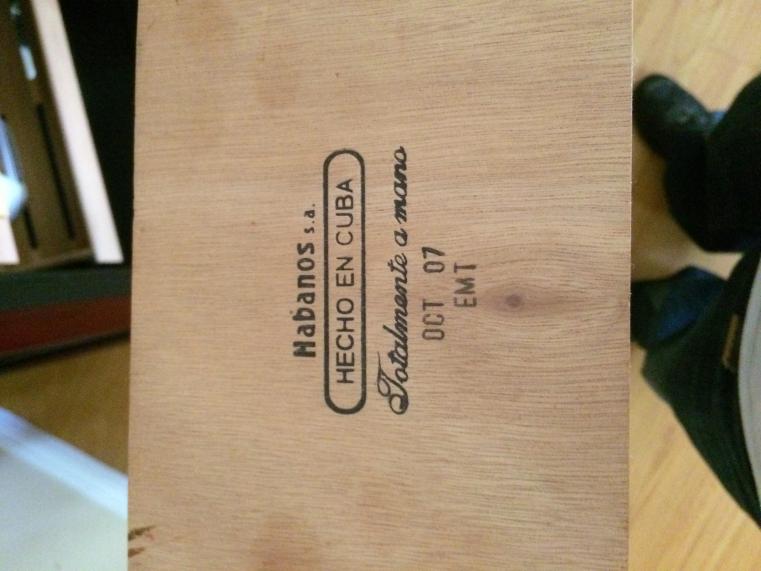 Habanos s.a.
HECHO EN CUBA
Totalmente a mano
OCT 07
EMT